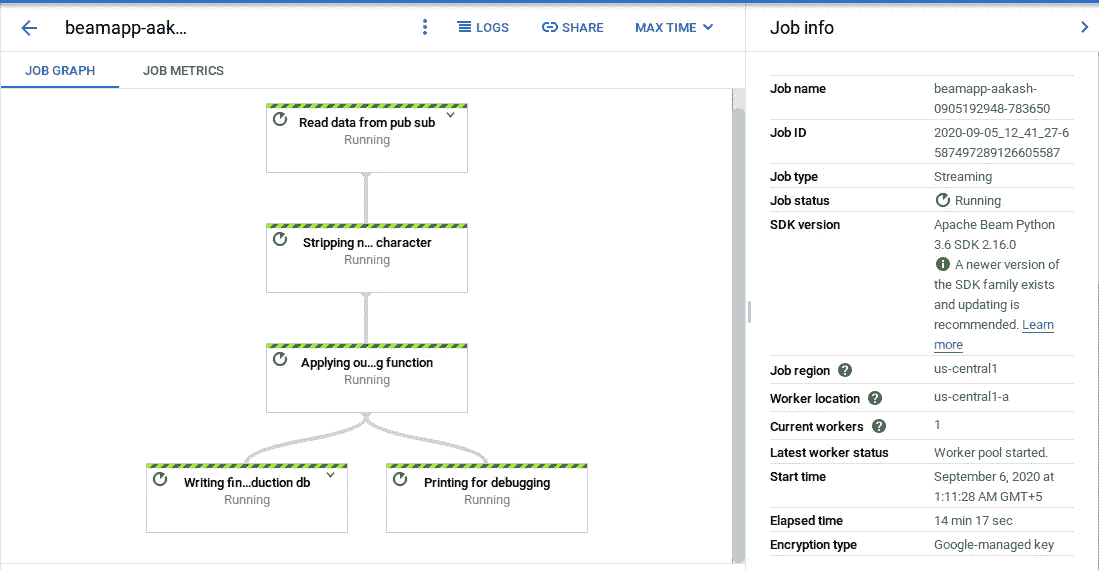 beamapp-aak...
LOGS
SHARE
MAX TIME
JOB GRAPH
JOB METRICS
Read data from pub sub
Running
Stripping n... character
Running
Applying ou...g function
Running
Writing fin...duction db
Running
Printing for debugging
Running
Job info
Job name
beamapp-aakash-
0905192948-783650
Job ID
2020-09-05_12_41_27-6
587497289126605587
Job type
Streaming
Job status
Running
SDK version
Apache Beam Python
3.6 SDK 2.16.0
A newer version of
the SDK family exists
and updating is
recommended. Learn
more
Job region
us-central1
Worker location
us-central1-a
Current workers
1
Latest worker status
Worker pool started.
Start time
September 6, 2020 at
1:11:28 AM GMT+5
Elapsed time
14 min 17 sec
Encryption type
Google-managed key